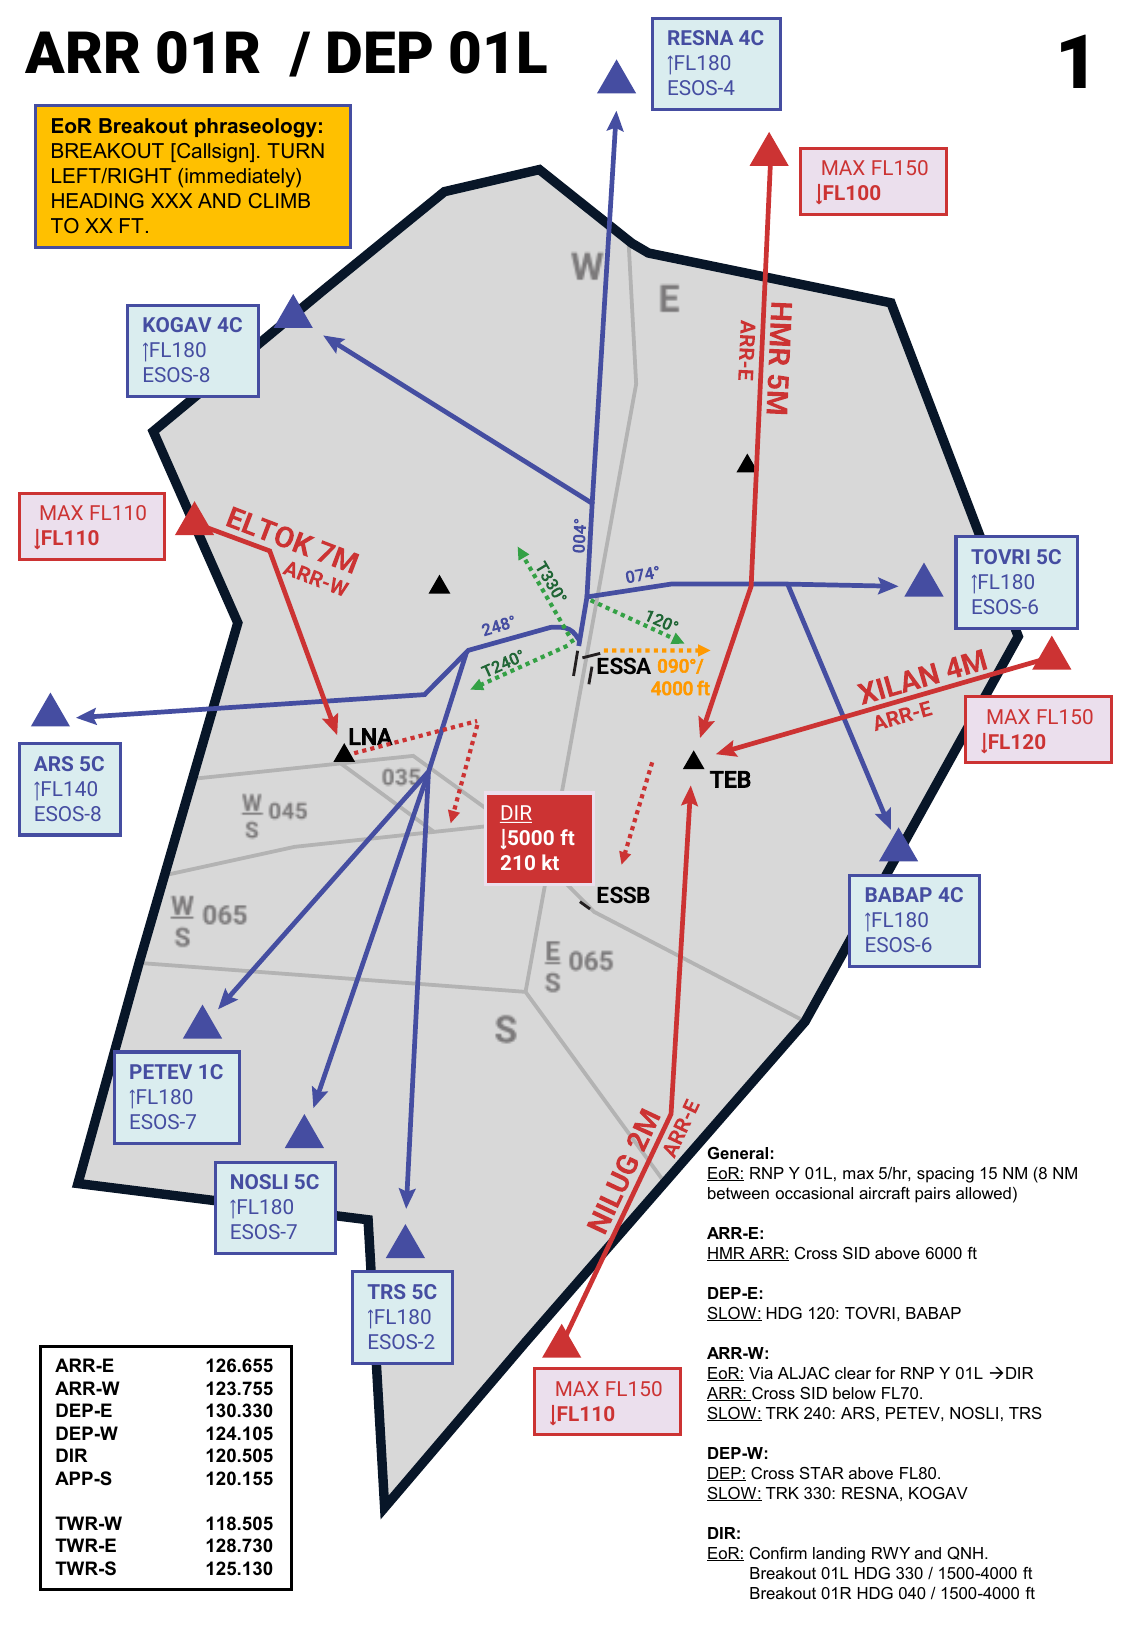 ARR 01R / DEP 01L
1
EoR Breakout phraseology:
BREAKOUT [Callsign]. TURN
LEFT/RIGHT (immediately)
HEADING XXX AND CLIMB
TO XX FT.
RESNA 4C
↑FL180
ESOS-4
MAX FL150
↓FL100
W
E
HMR 5M
ARR-E
KOGAV 4C
↑FL180
ESOS-8
MAX FL110
↓FL110
ELTOK 7M
ARR-W
004°
074°
T330°
120°
248°
T240°
ESSA
090°/
4000 ft
TOVRI 5C
↑FL180
ESOS-6
XILAN 4M
ARR-E
MAX FL150
↓FL120
ARS 5C
↑FL140
ESOS-8
LNA
TEB
035
W
S
045
DIR
↓5000 ft
210 kt
ESSB
BABAP 4C
↑FL180
ESOS-6
W
S
065
E
S
065
S
PETEV 1C
↑FL180
ESOS-7
NOSLI 5C
↑FL180
ESOS-7
TRS 5C
↑FL180
ESOS-2
NILUG 2M
ARR-E
MAX FL150
↓FL110
General:
EoR: RNP Y 01L, max 5/hr, spacing 15 NM (8 NM
between occasional aircraft pairs allowed)
ARR-E:
HMR ARR: Cross SID above 6000 ft
DEP-E:
SLOW: HDG 120: TOVRI, BABAP
ARR-W:
EoR: Via ALJAC clear for RNP Y 01L →DIR
ARR: Cross SID below FL70.
SLOW: TRK 240: ARS, PETEV, NOSLI, TRS
DEP-W:
DEP: Cross STAR above FL80.
SLOW: TRK 330: RESNA, KOGAV
DIR:
EoR: Confirm landing RWY and QNH.
Breakout 01L HDG 330 / 1500-4000 ft
Breakout 01R HDG 040 / 1500-4000 ft
ARR-E 126.655
ARR-W 123.755
DEP-E 130.330
DEP-W 124.105
DIR 120.505
APP-S 120.155
TWR-W 118.505
TWR-E 128.730
TWR-S 125.130